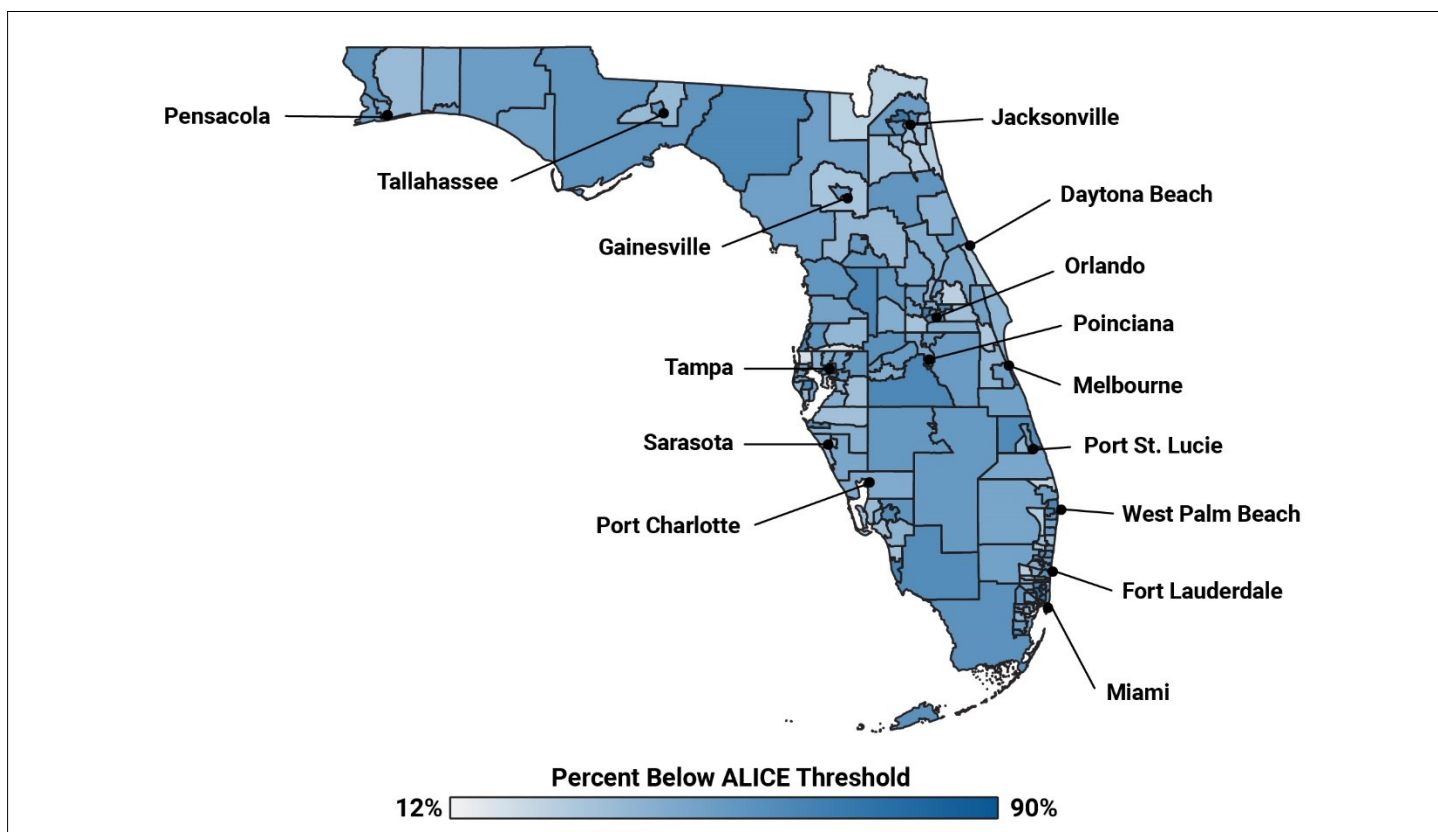 Pensacola
Jacksonville
Tallahassee
Daytona Beach
Gainesville
Orlando
Poinciana
Tampa
Melbourne
Sarasota
Port St. Lucie
West Palm Beach
Port Charlotte
Fort Lauderdale
Miami
Percent Below ALICE Threshold
12% 90%